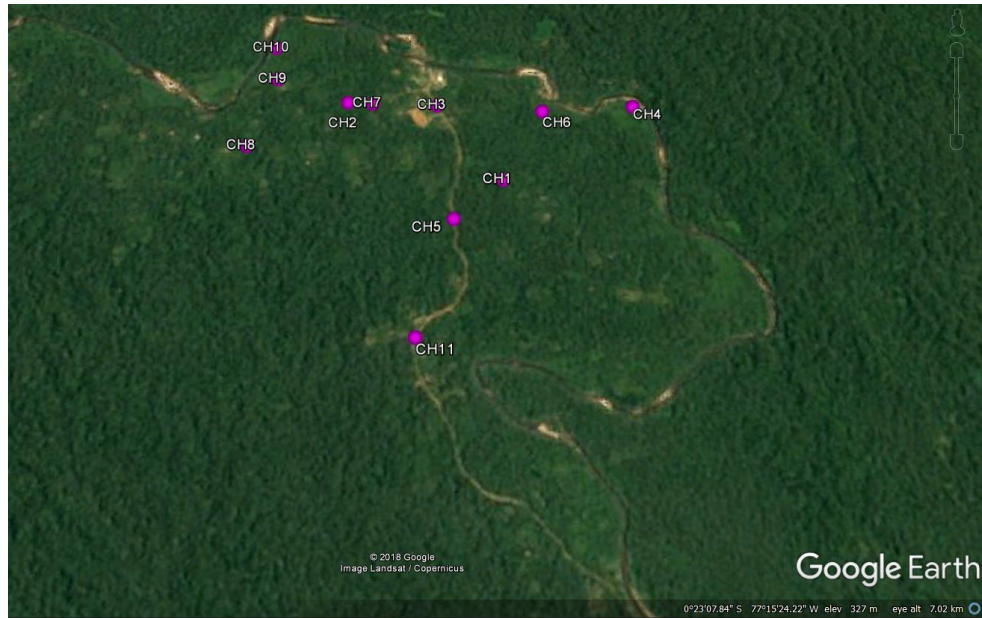 CH10
CH9
CH7
CH3
CH2
CH6
CH4
CH8
CH1
CH5
CH11
© 2018 Google
Image Landsat / Copernicus
Google Earth
0°23'07.84" S 77°15'24.22" W elev 327 m eye alt 7.02 km